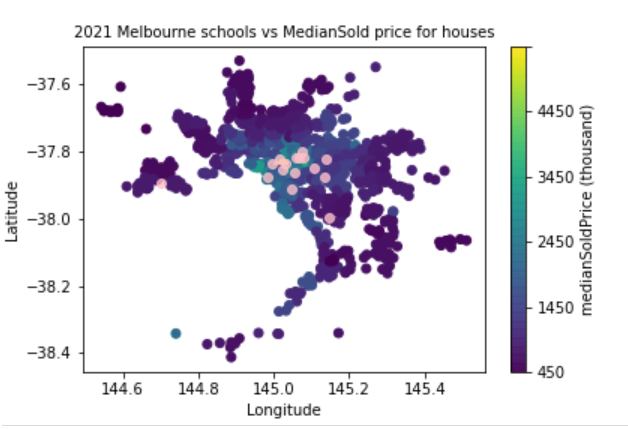 2021 Melbourne schools vs MedianSold price for houses
−37.6
−37.8
−38.0
−38.2
−38.4
Latitude
144.6 144.8 145.0 145.2 145.4
Longitude
4450
3450
2450
1450
450
medianSoldPrice (thousand)